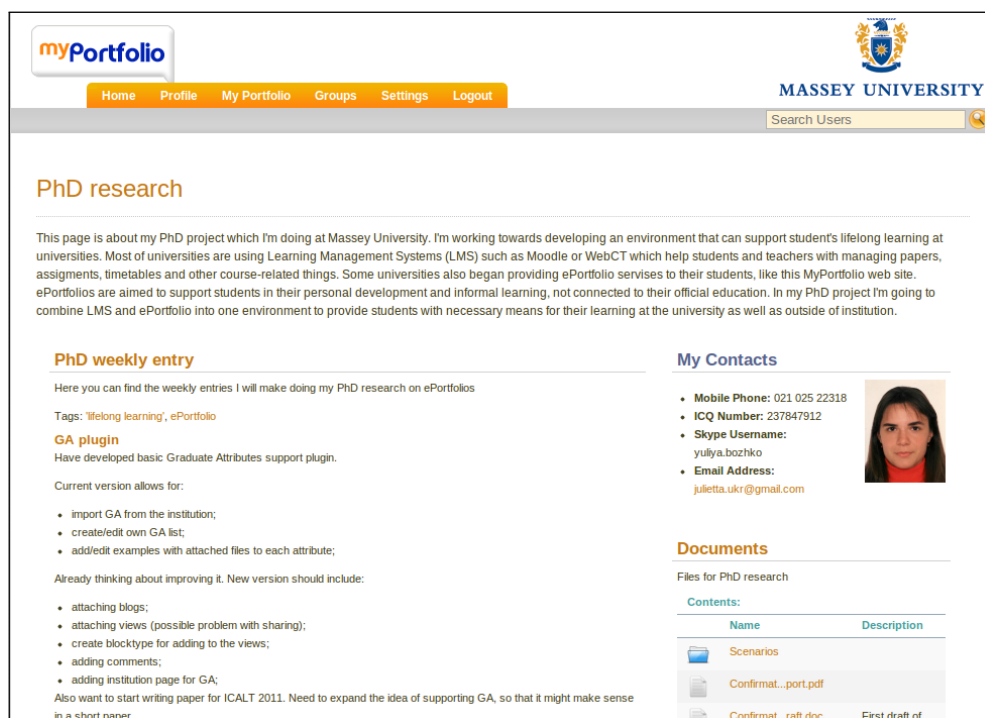 myPortfolio
MASSEY UNIVERSITY
Home Profile My Portfolio Groups Settings Logout
Search Users
PhD research
This page is about my PhD project which I'm doing at Massey University. I'm working towards developing an environment that can support student's lifelong learning at
universities. Most of universities are using Learning Management Systems (LMS) such as Moodle or WebCT which help students and teachers with managing papers,
assigments, timetables and other course-related things. Some universities also began providing ePortfolio servises to their students, like this MyPortfolio web site.
ePortfolios are aimed to support students in their personal development and informal learning, not connected to their official education. In my PhD project I'm going to
combine LMS and ePortfolio into one environment to provide students with necessary means for their learning at the university as well as outside of institution.
PhD weekly entry
Here you can find the weekly entries I will make doing my PhD research on ePortfolios
Tags: 'lifelong learning', ePortfolio
GA plugin
Have developed basic Graduate Attributes support plugin.
Current version allows for:
• import GA from the institution;
• create/edit own GA list;
• add/edit examples with attached files to each attribute;
Already thinking about improving it. New version should include:
• attaching blogs;
• attaching views (possible problem with sharing);
• create blocktype for adding to the views;
• adding comments;
• adding institution page for GA;
Also want to start writing paper for ICALT 2011. Need to expand the idea of supporting GA, so that it might make sense
in a short paper.
My Contacts
• Mobile Phone: 021 025 22318
• ICQ Number: 237847912
• Skype Username:
yuliya.bozhko
• Email Address:
julietta.ukr@gmail.com
Documents
Files for PhD research
Contents:
Name Description
Scenarios
Confirmat...port.pdf
Confirmat...raft.doc First draft of